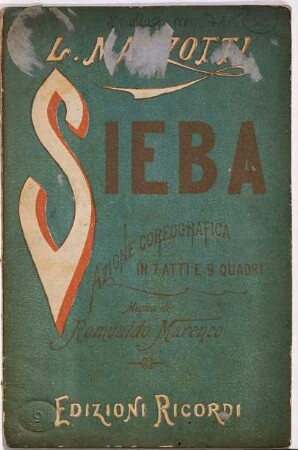 L. MANZOTTI
SIEBA
AZIONE COREOGRAFICA
IN 7 ATTI E 9 QUADRI
Musica di
Romualdo Marenco
EDIZIONI RICORDI